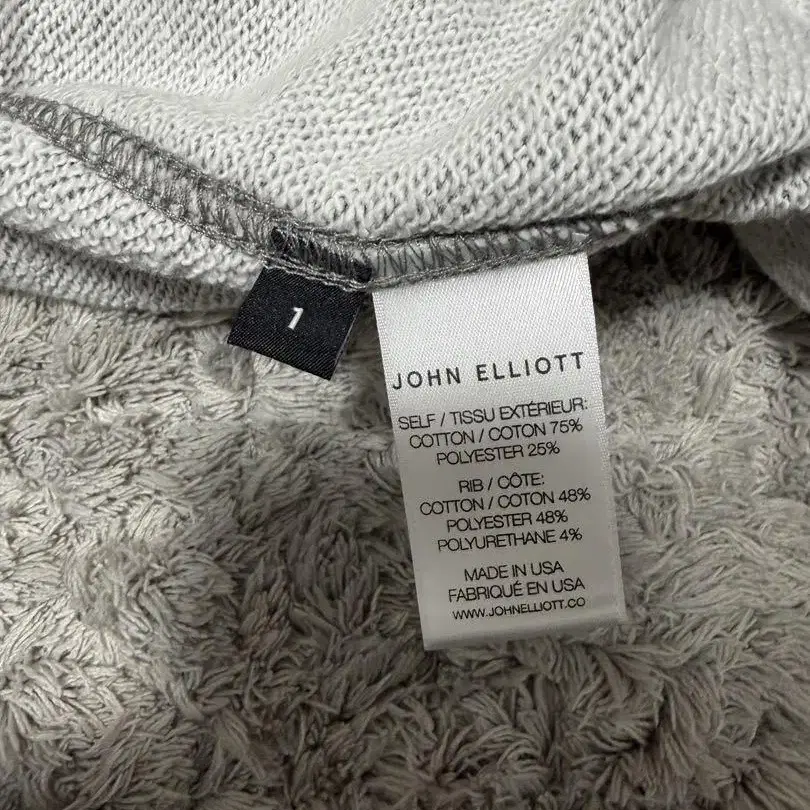 1
JOHN ELLIOTT
SELF / TISSU EXTÉRIEUR:
COTTON / COTON 75%
POLYESTER 25%
RIB / CÔTE:
COTTON / COTON 48%
POLYESTER 48%
POLYURETHANE 4%
MADE IN USA
FABRIQUÉ EN USA
WWW.JOHNELLIOTT.CO